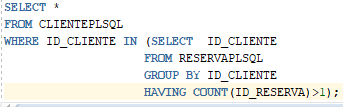 SELECT *
FROM CLIENTEPLSQL
WHERE ID_CLIENTE IN (SELECT ID_CLIENTE
FROM RESERVAPLSQL
GROUP BY ID_CLIENTE
HAVING COUNT(ID_RESERVA)>1);